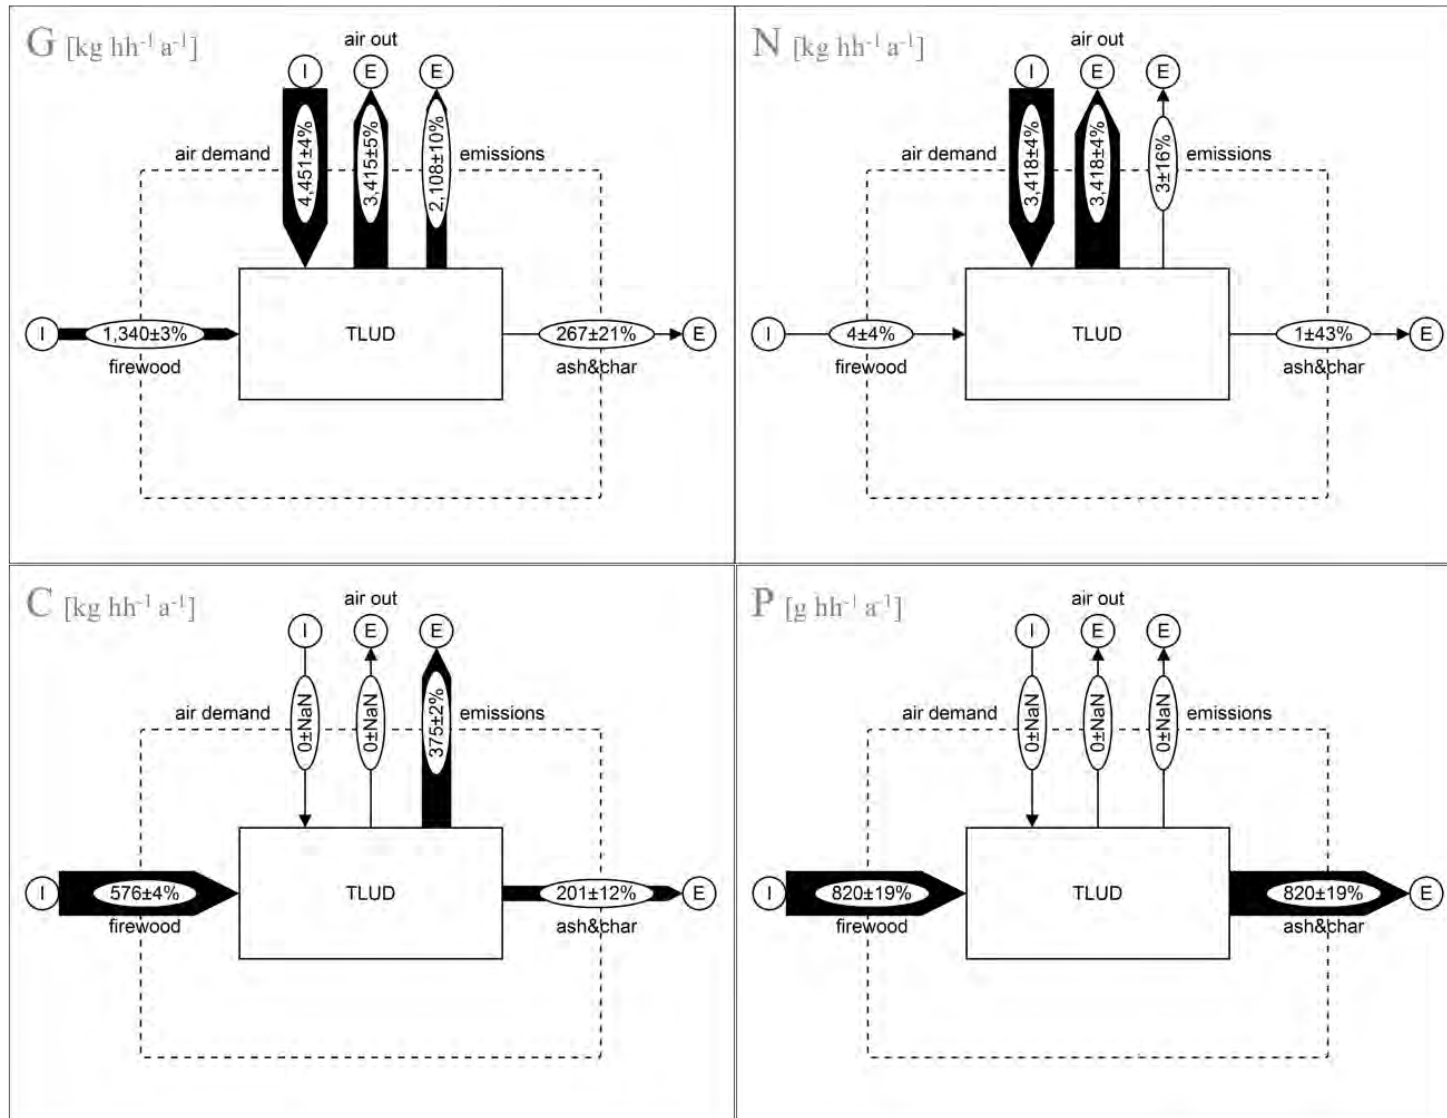 G [kg hh⁻¹ a⁻¹]
air out
I
E
E
air demand
4,451±4%
3,415±5%
2,108±10%
emissions
I
1,340±3%
firewood
TLUD
267±21%
ash&char
E
N [kg hh⁻¹ a⁻¹]
air out
I
E
E
air demand
3,418±4%
3,418±4%
3±16%
emissions
I
4±4%
firewood
TLUD
1±43%
ash&char
E
C [kg hh⁻¹ a⁻¹]
air out
I
E
E
air demand
0±NaN
0±NaN
375±2%
emissions
I
576±4%
firewood
TLUD
201±12%
ash&char
E
P [g hh⁻¹ a⁻¹]
air out
I
E
E
air demand
0±NaN
0±NaN
0±NaN
emissions
I
820±19%
firewood
TLUD
820±19%
ash&char
E